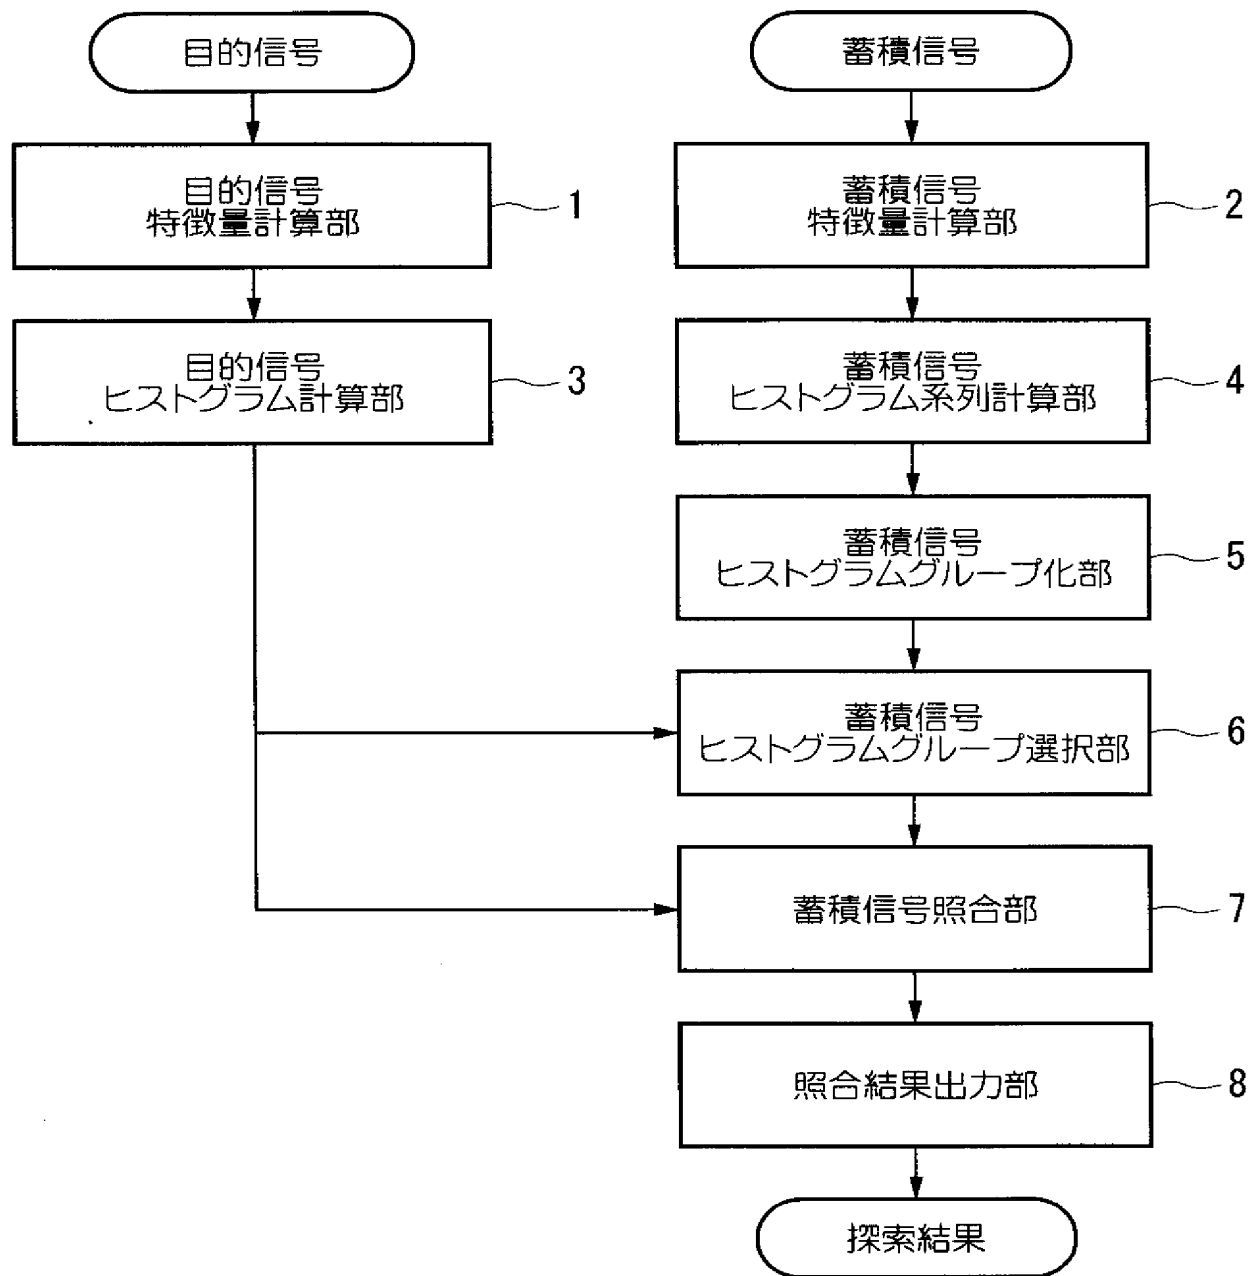 目的信号
蓄積信号
目的信号
特徴量計算部
1
蓄積信号
特徴量計算部
2
目的信号
ヒストグラム計算部
3
蓄積信号
ヒストグラム系列計算部
4
蓄積信号
ヒストグラムグループ化部
5
蓄積信号
ヒストグラムグループ選択部
6
蓄積信号照合部
7
照合結果出力部
8
探索結果